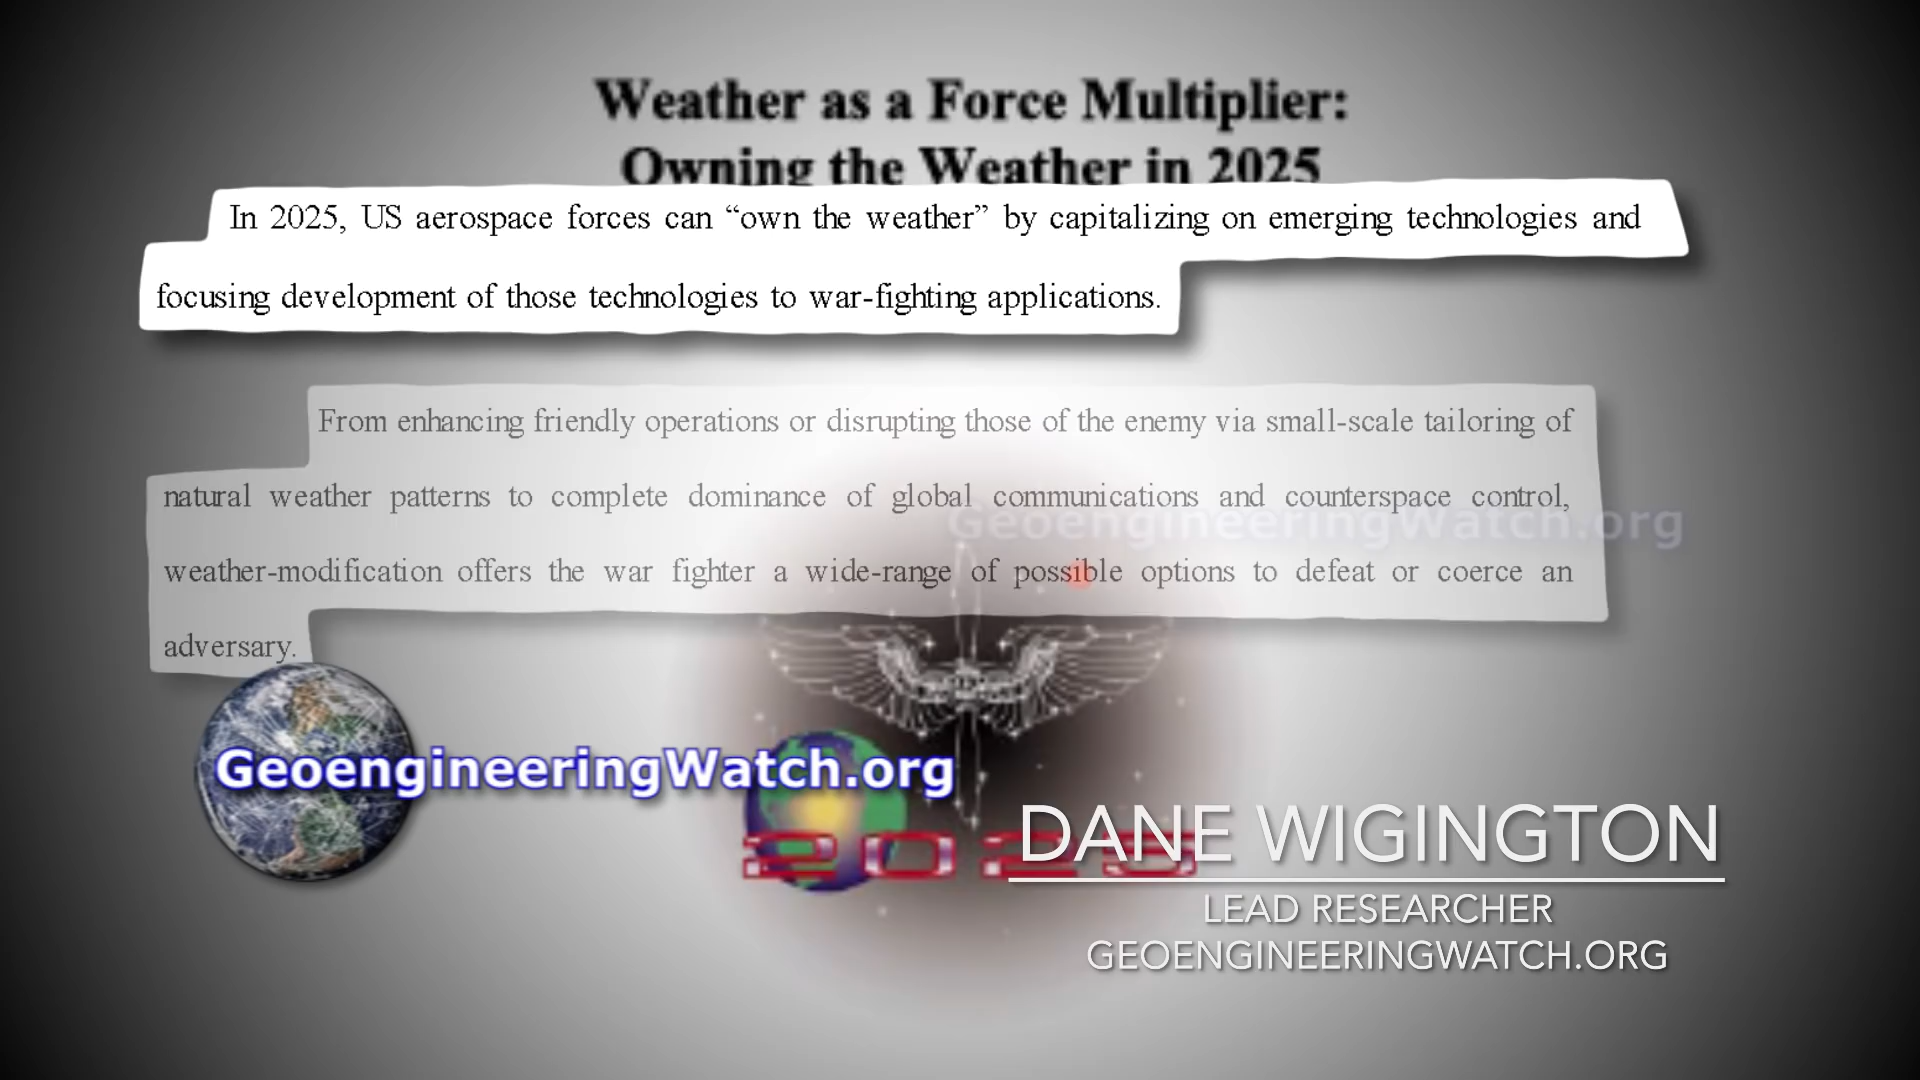 Weather as a Force Multiplier:
Owning the Weather in 2025
In 2025, US aerospace forces can “own the weather” by capitalizing on emerging technologies and
focusing development of those technologies to war-fighting applications.
From enhancing friendly operations or disrupting those of the enemy via small-scale tailoring of
natural weather patterns to complete dominance of global communications and counterspace control,
GeoengineeringWatch.org
weather-modification offers the war fighter a wide-range of possible options to defeat or coerce an
adversary.
GeoengineeringWatch.org
2025
DANE WIGINGTON
LEAD RESEARCHER
GEOENGINEERINGWATCH.ORG